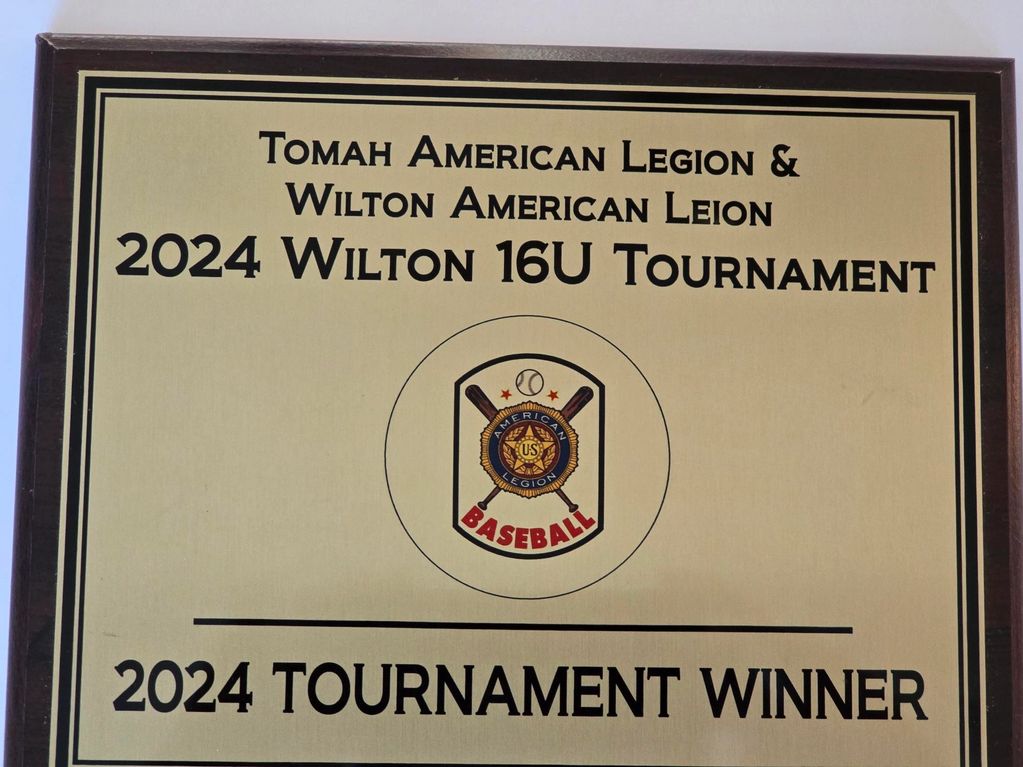 Tomah American Legion &
Wilton American Leion
2024 Wilton 16U Tournament
AMERICAN
US
LEGION
BASEBALL
2024 TOURNAMENT WINNER